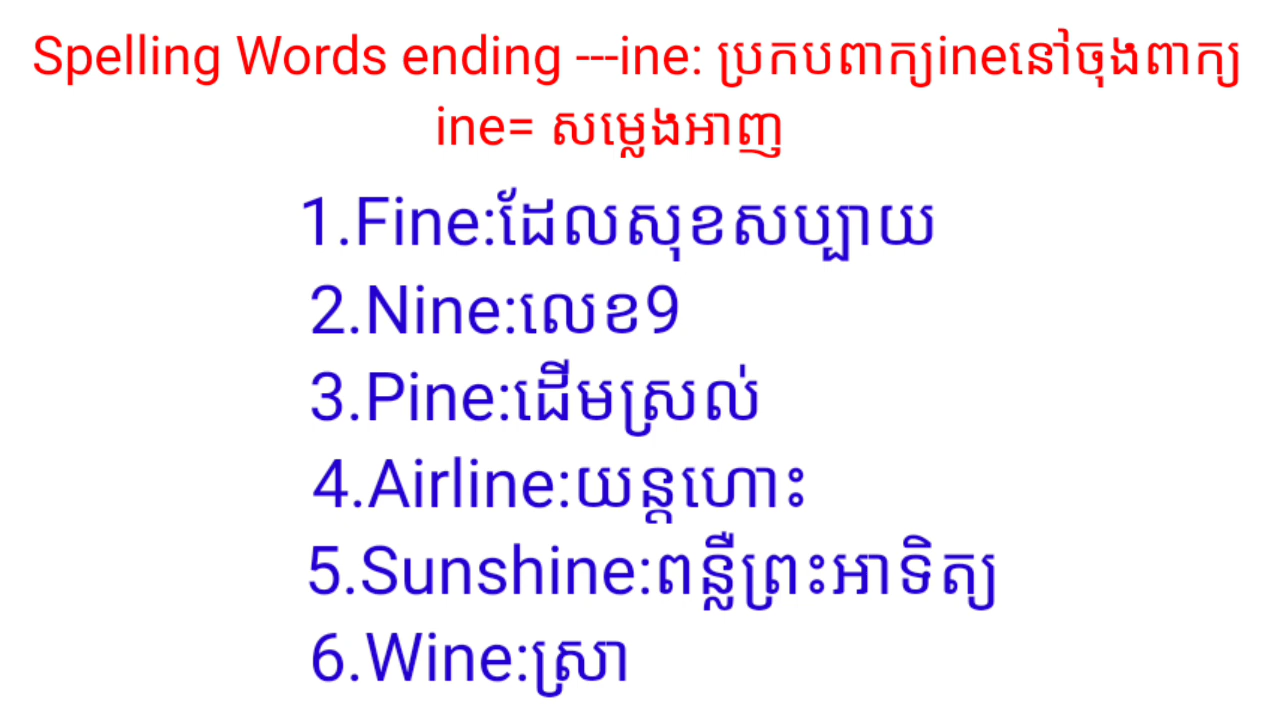 Spelling Words ending ---ine: ប្រកបពាក្យineនៅចុងពាក្យ
ine= សម្លេងអាញ
1.Fine:ដែលសុខសប្បាយ
2.Nine:លេខ9
3.Pine:ដើមស្រល់
4.Airline:យន្តហោះ
5.Sunshine:ពន្លឺព្រះអាទិត្យ
6.Wine:ស្រា